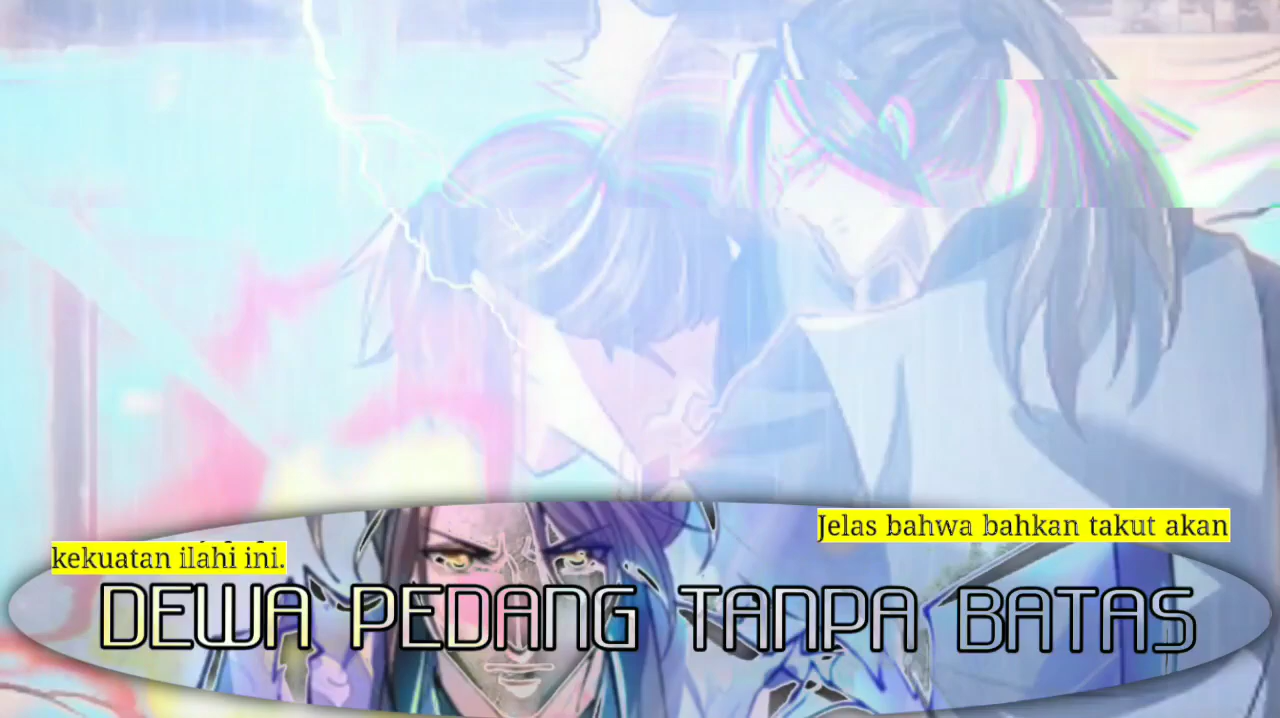 Jelas bahwa bahkan takut akan
kekuatan ilahi ini.
DEWA PEDANG TANPA BATAS